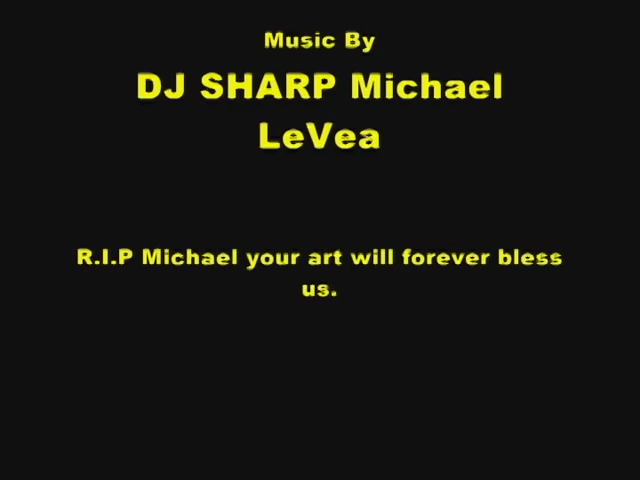 Music By
DJ SHARP Michael
LeVea
R.I.P Michael your art will forever bless
us.